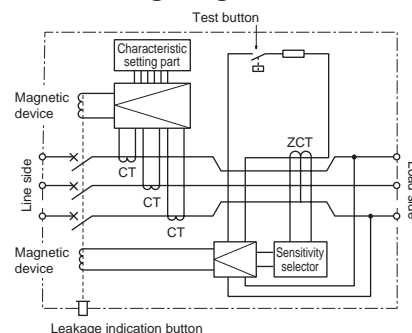 Test button
Characteristic
setting part
Magnetic
device
ZCT
CT
CT
CT
Line side
Load side
Magnetic
device
Sensitivity
selector
Leakage indication button